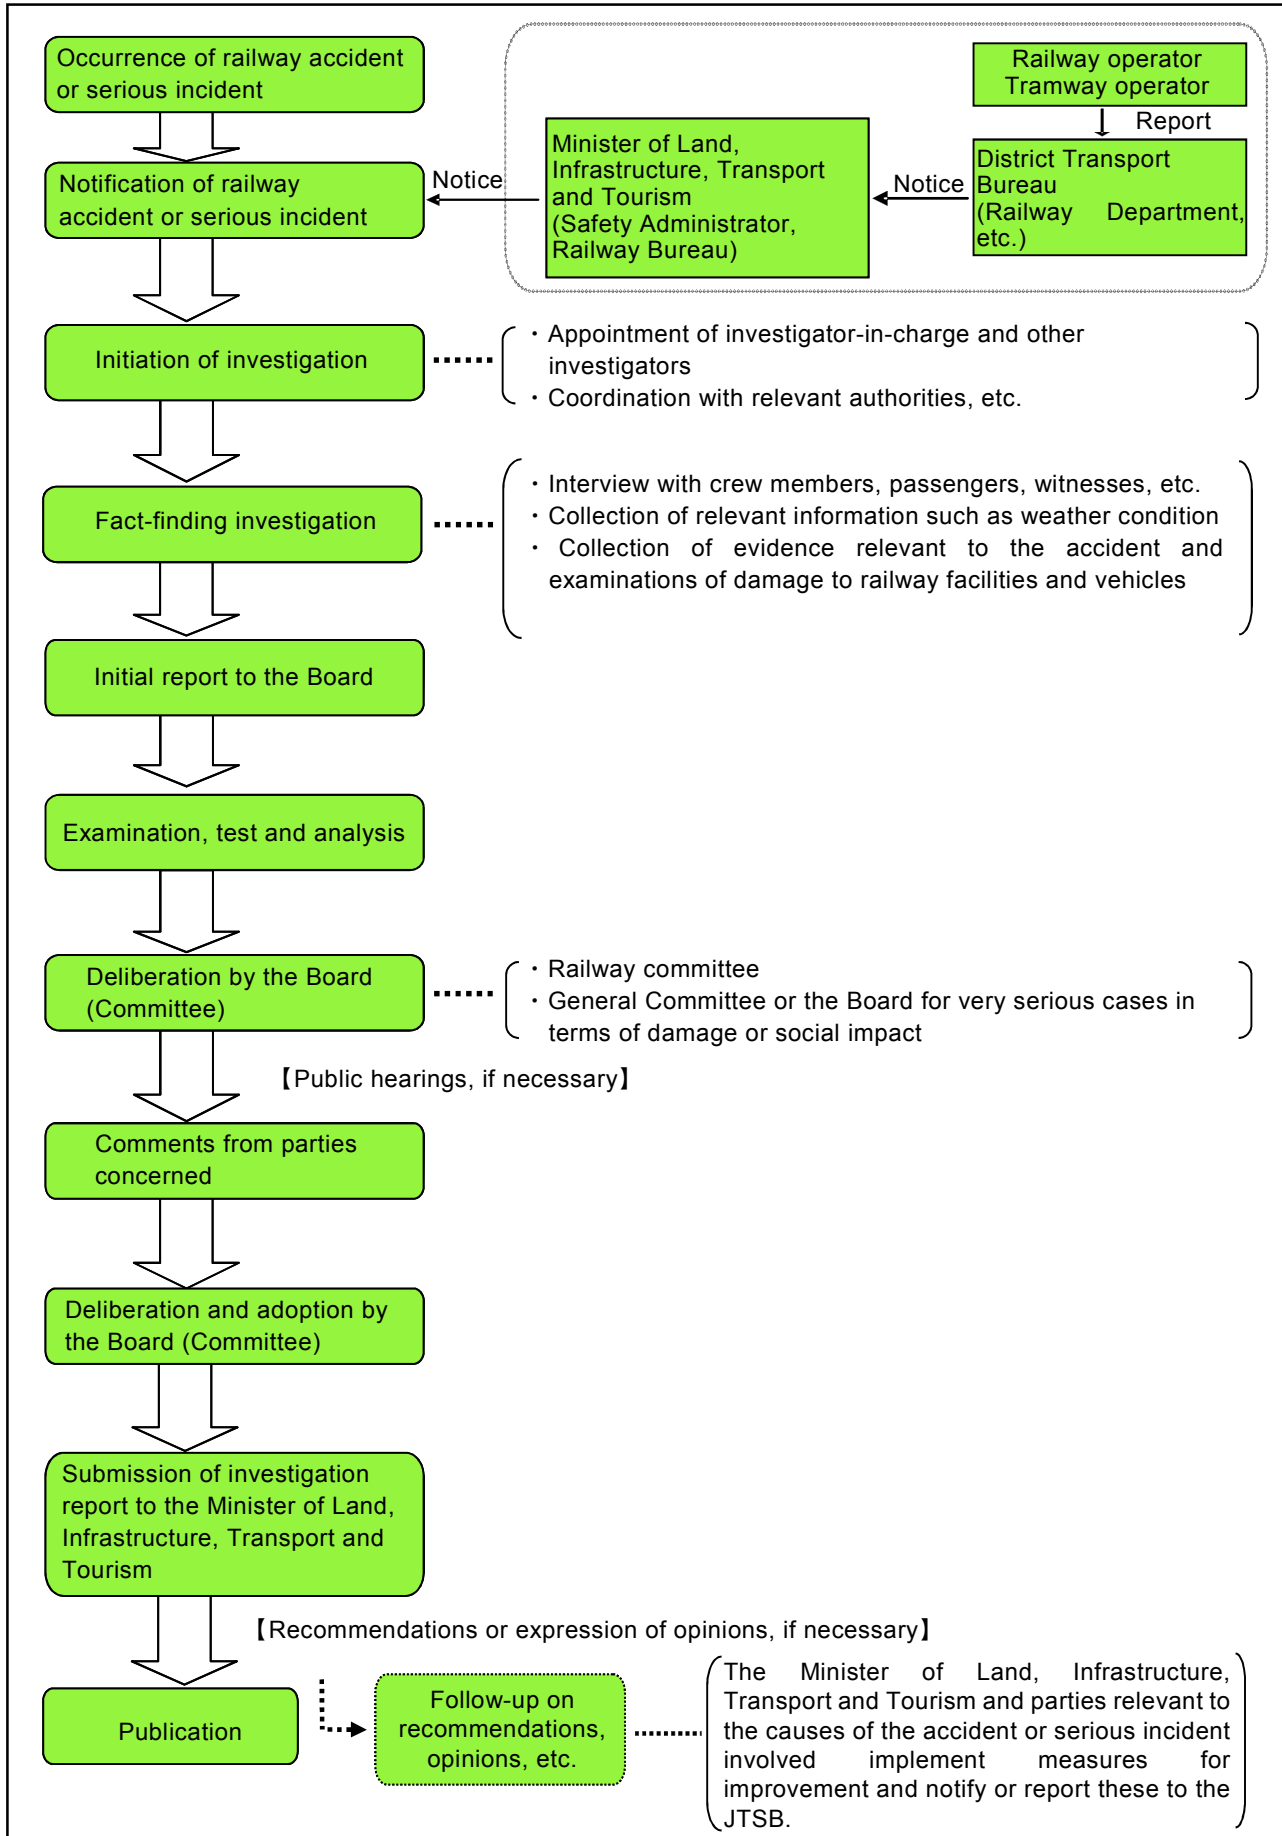 Occurrence of railway accident
or serious incident
Railway operator
Tramway operator
Report
Minister of Land,
Infrastructure, Transport
and Tourism
(Safety Administrator,
Railway Bureau)
District Transport
Bureau
(Railway Department,
etc.)
Notice
Notice
Notification of railway
accident or serious incident
Initiation of investigation
・Appointment of investigator-in-charge and other
investigators
・Coordination with relevant authorities, etc.
Fact-finding investigation
・Interview with crew members, passengers, witnesses, etc.
・Collection of relevant information such as weather condition
・Collection of evidence relevant to the accident and
examinations of damage to railway facilities and vehicles
Initial report to the Board
Examination, test and analysis
Deliberation by the Board
(Committee)
・Railway committee
・General Committee or the Board for very serious cases in
terms of damage or social impact
【Public hearings, if necessary】
Comments from parties
concerned
Deliberation and adoption by
the Board (Committee)
Submission of investigation
report to the Minister of Land,
Infrastructure, Transport and
Tourism
【Recommendations or expression of opinions, if necessary】
Publication
Follow-up on
recommendations,
opinions, etc.
The Minister of Land, Infrastructure,
Transport and Tourism and parties relevant to
the causes of the accident or serious incident
involved implement measures for
improvement and notify or report these to the
JTSB.